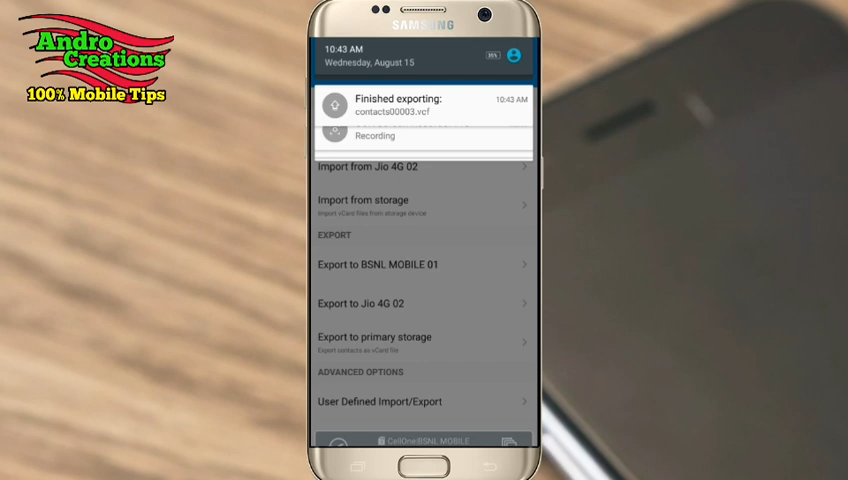 Andro
Creations
100% Mobile Tips
SAMSUNG
10:43 AM
Wednesday, August 15
Finished exporting:
10:43 AM
contacts00003.vcf
Recording
Import from Jio 4G 02
Import from storage
Import vCard files from storage device
EXPORT
Export to BSNL MOBILE 01
Export to Jio 4G 02
Export to primary storage
Export contacts as vCard file
ADVANCED OPTIONS
User Defined Import/Export
CellOne|BSNL MOBILE